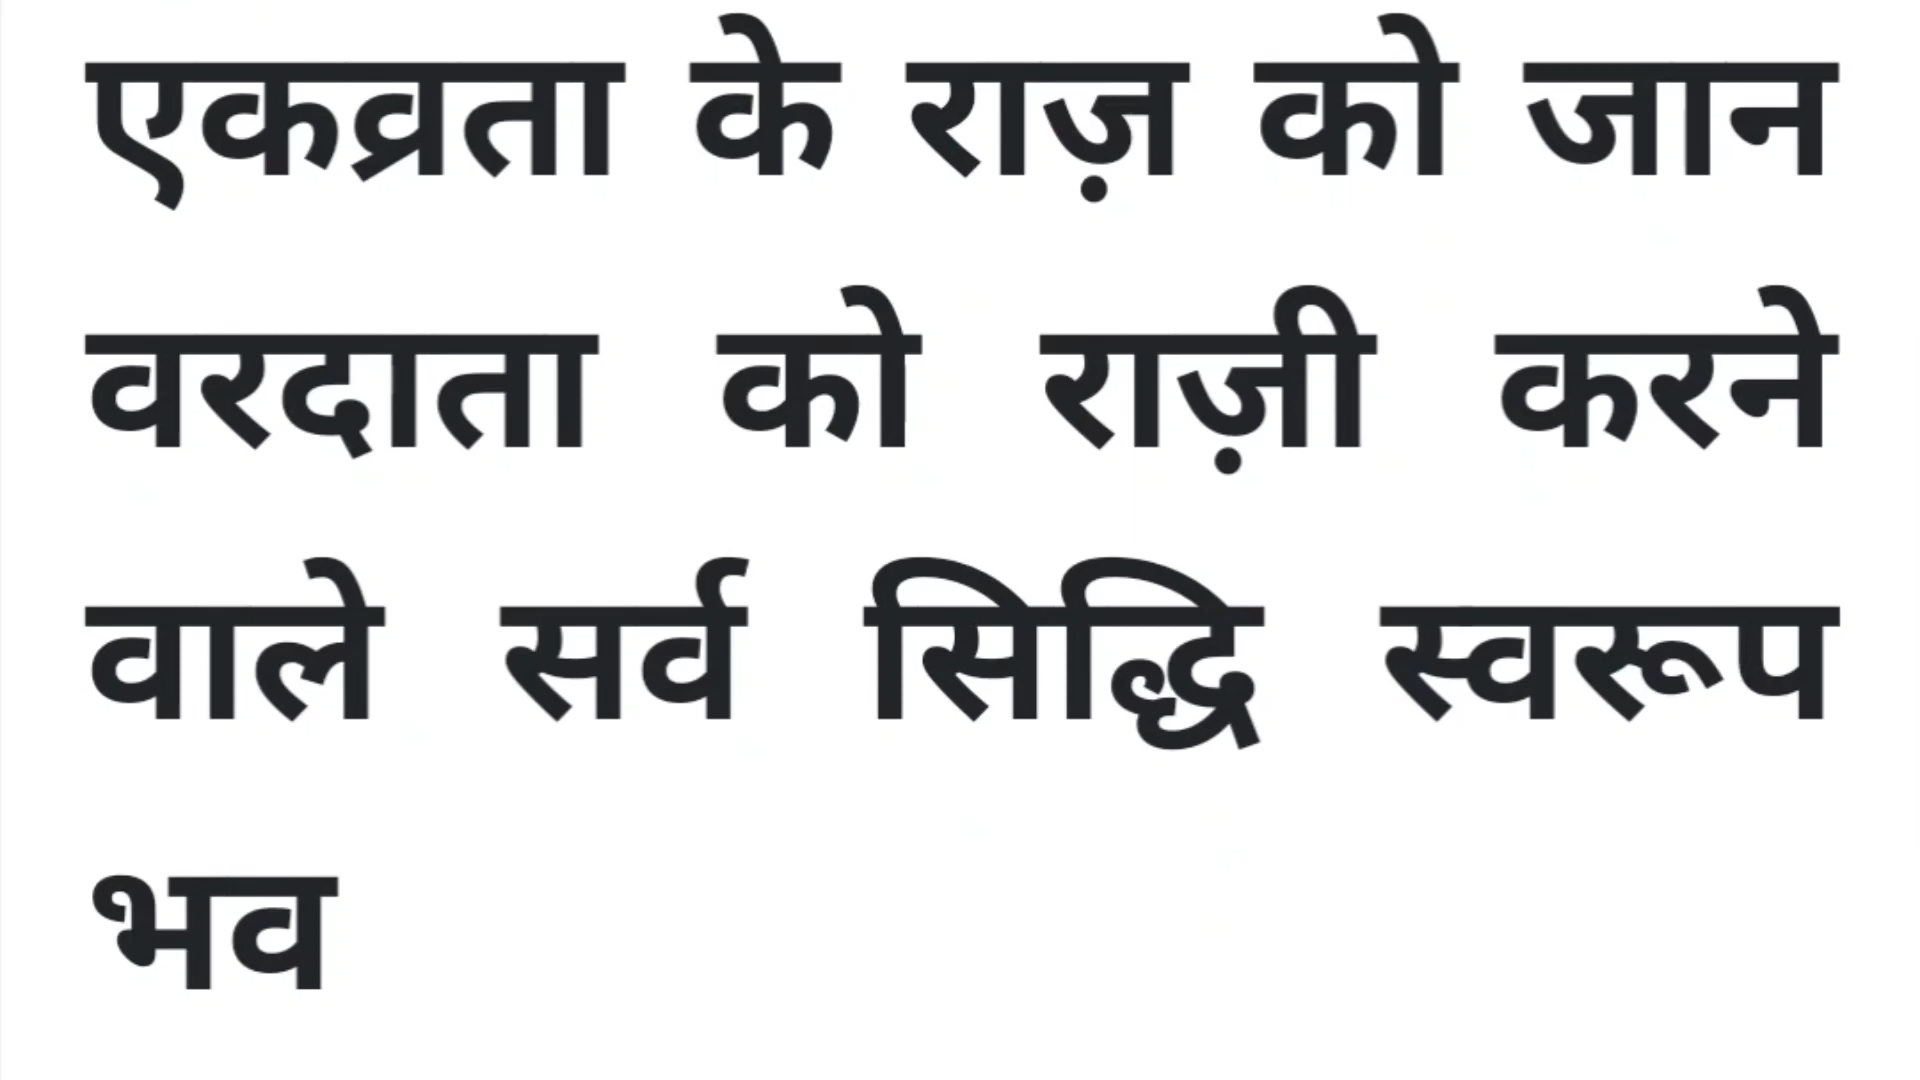 एकव्रता के राज़ को जान
वरदाता को राज़ी करने
वाले सर्व सिद्धि स्वरूप
भव